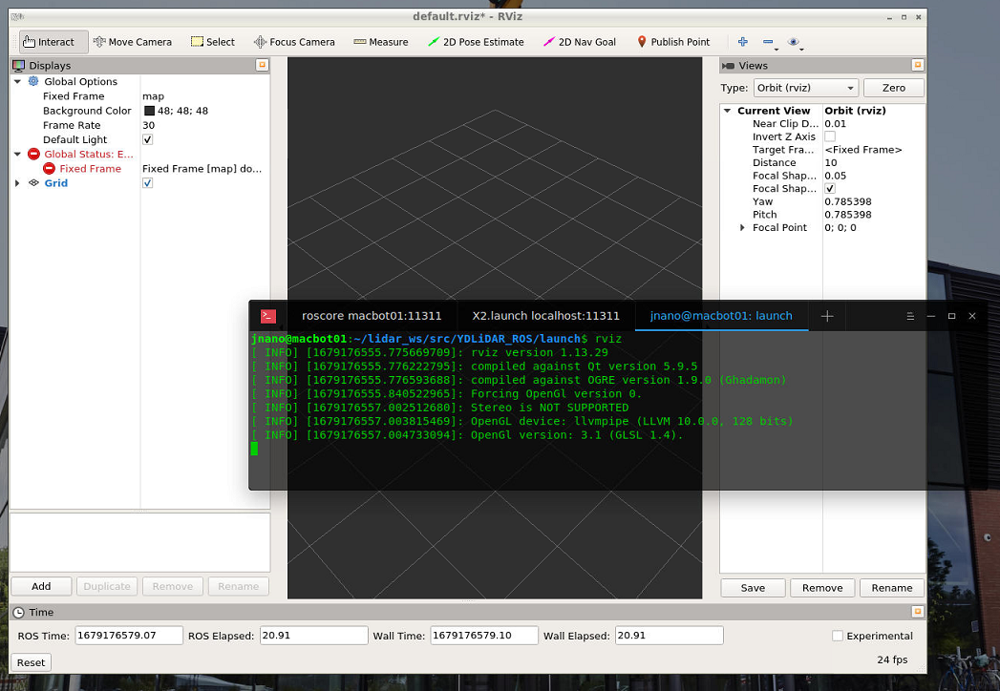 default.rviz* - RViz
Interact Move Camera Select Focus Camera Measure 2D Pose Estimate 2D Nav Goal Publish Point
Displays
Global Options
Fixed Frame map
Background Color 48; 48; 48
Frame Rate 30
Default Light
Global Status: E...
Fixed Frame Fixed Frame [map] do...
Grid
Add Duplicate Remove Rename
Views
Type: Orbit (rviz) Zero
Current View Orbit (rviz)
Near Clip D... 0.01
Invert Z Axis
Target Fra... <Fixed Frame>
Distance 10
Focal Shap... 0.05
Focal Shap...
Yaw 0.785398
Pitch 0.785398
Focal Point 0; 0; 0
Save Remove Rename
roscore macbot01:11311 X2.launch localhost:11311 jnano@macbot01: launch
jnano@macbot01:~/lidar_ws/src/YDLiDAR_ROS/launch$ rviz
[ INFO] [1679176555.775669709]: rviz version 1.13.29
[ INFO] [1679176555.776222795]: compiled against Qt version 5.9.5
[ INFO] [1679176555.776593688]: compiled against OGRE version 1.9.0 (Ghadamon)
[ INFO] [1679176555.840522965]: Forcing OpenGl version 0.
[ INFO] [1679176557.002512680]: Stereo is NOT SUPPORTED
[ INFO] [1679176557.003815469]: OpenGL device: llvmpipe (LLVM 10.0.0, 128 bits)
[ INFO] [1679176557.004733094]: OpenGl version: 3.1 (GLSL 1.4).
Time
ROS Time: 1679176579.07 ROS Elapsed: 20.91 Wall Time: 1679176579.10 Wall Elapsed: 20.91 Experimental
Reset 24 fps